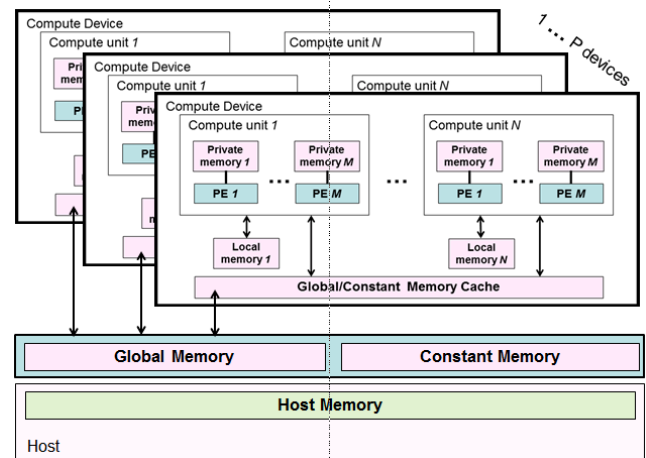 Compute Device
Compute unit 1
Compute unit N
1 ... P devices
Compute Device
Compute unit 1
Compute unit N
Compute Device
Compute unit 1
Compute unit N
Private
memory 1
Private
memory M
Private
memory 1
Private
memory M
PE 1
...
PE M
...
PE 1
...
PE M
Local
memory 1
Local
memory N
Global/Constant Memory Cache
Global Memory
Constant Memory
Host Memory
Host